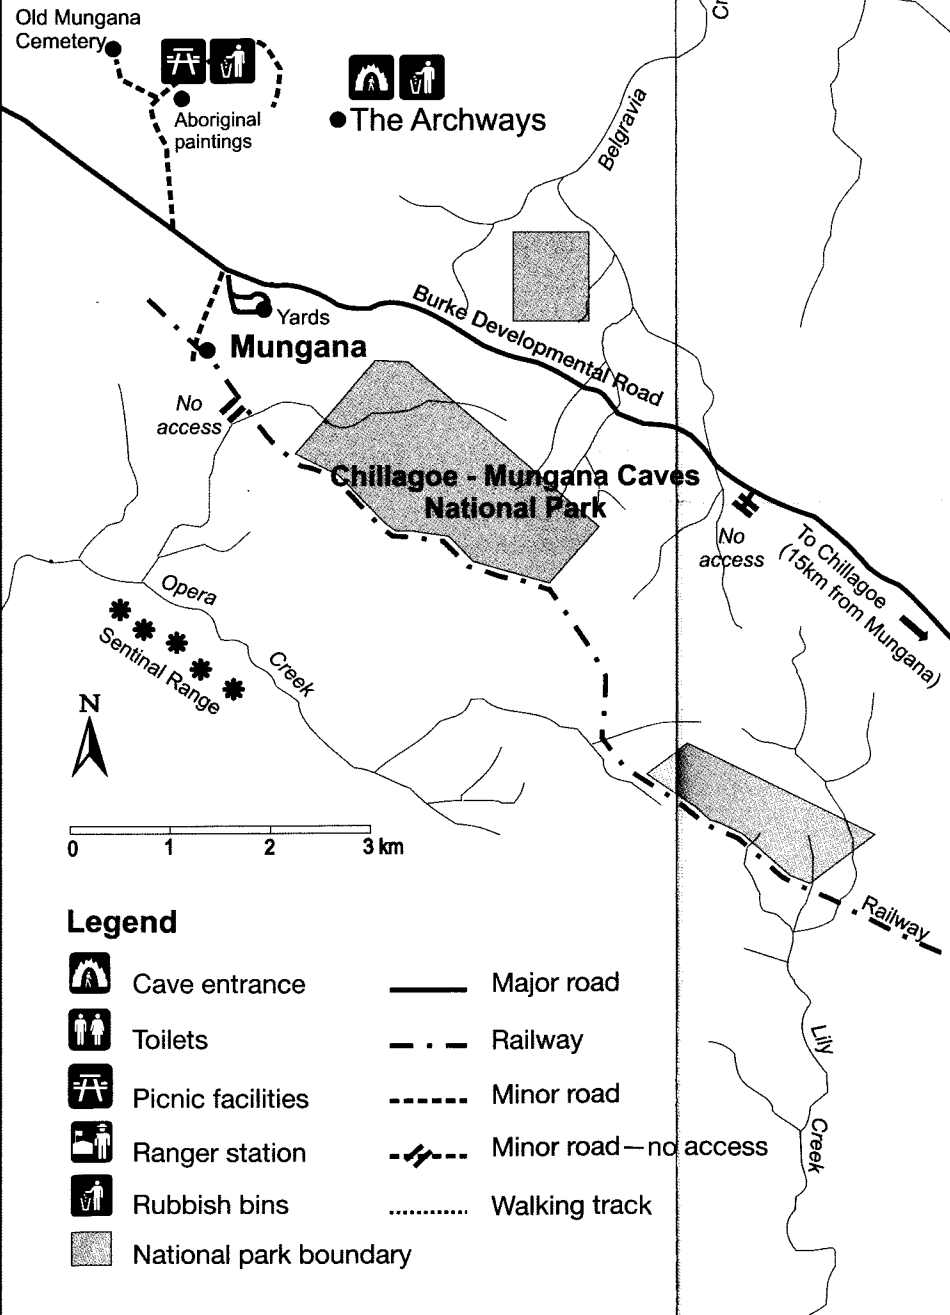 Old Mungana
Cemetery
Aboriginal
paintings
The Archways
Belgravia
Cr
Burke Developmental Road
Yards
Mungana
No
access
Chillagoe - Mungana Caves
National Park
No
access
To Chillagoe
(15km from Mungana)
Opera
Creek
Sentinal Range
N
0 1 2 3 km
Railway
Lily
Creek
Legend
Cave entrance
Major road
Toilets
Railway
Picnic facilities
Minor road
Ranger station
Minor road – no access
Rubbish bins
Walking track
National park boundary